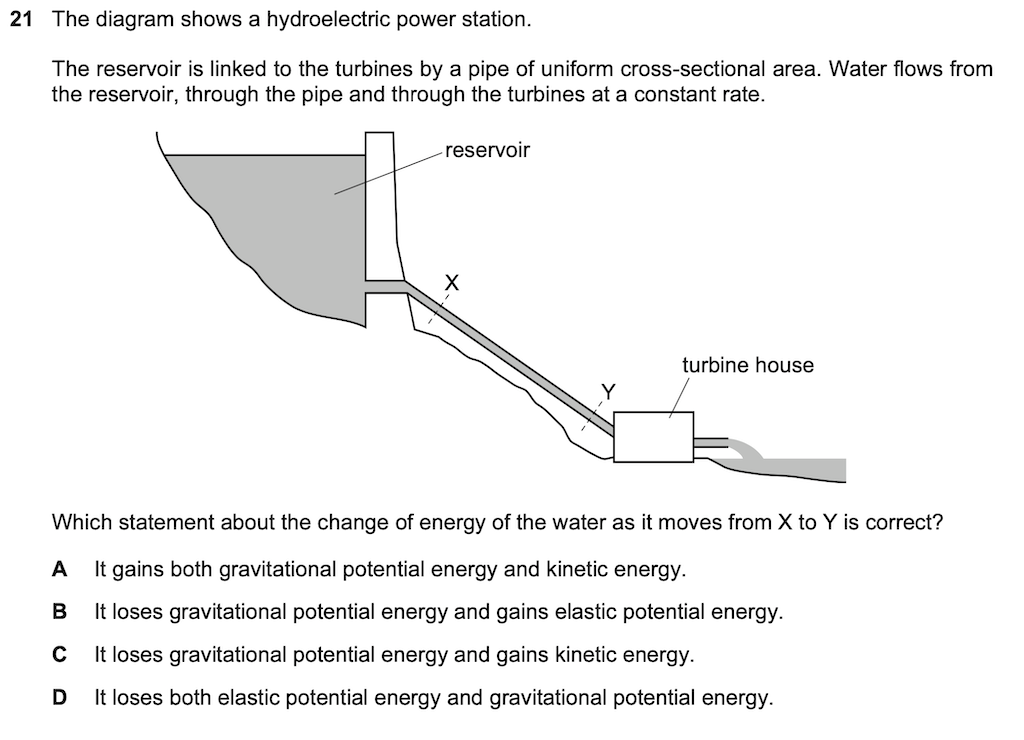 21 The diagram shows a hydroelectric power station.
The reservoir is linked to the turbines by a pipe of uniform cross-sectional area. Water flows from
the reservoir, through the pipe and through the turbines at a constant rate.
reservoir
X
turbine house
Y
Which statement about the change of energy of the water as it moves from X to Y is correct?
A It gains both gravitational potential energy and kinetic energy.
B It loses gravitational potential energy and gains elastic potential energy.
C It loses gravitational potential energy and gains kinetic energy.
D It loses both elastic potential energy and gravitational potential energy.